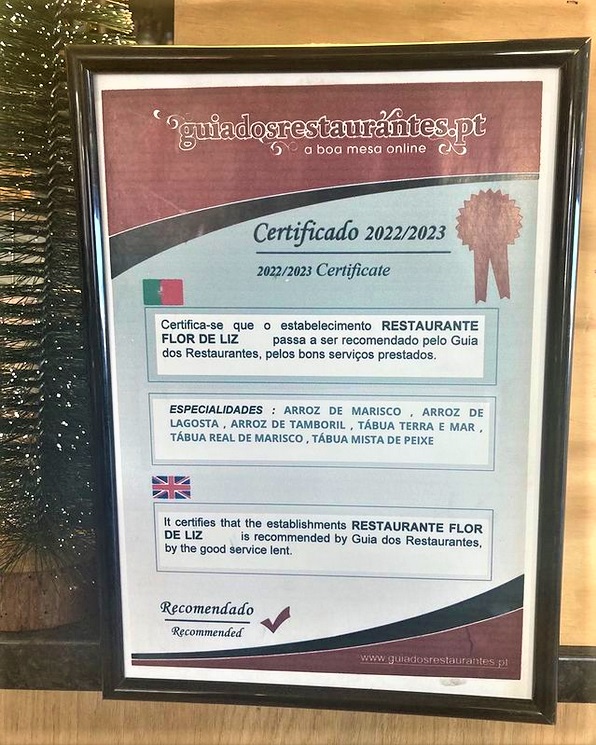 guiadosrestaurantes.pt
a boa mesa online
Certificado 2022/2023
2022/2023 Certificate
Certifica-se que o estabelecimento RESTAURANTE
FLOR DE LIZ passa a ser recomendado pelo Guia
dos Restaurantes, pelos bons serviços prestados.
ESPECIALIDADES : ARROZ DE MARISCO , ARROZ DE
LAGOSTA , ARROZ DE TAMBORIL , TÁBUA TERRA E MAR ,
TÁBUA REAL DE MARISCO , TÁBUA MISTA DE PEIXE
It certifies that the establishments RESTAURANTE FLOR
DE LIZ is recommended by Guia dos Restaurantes,
by the good service lent.
Recomendado
Recommended
www.guiadosrestaurantes.pt